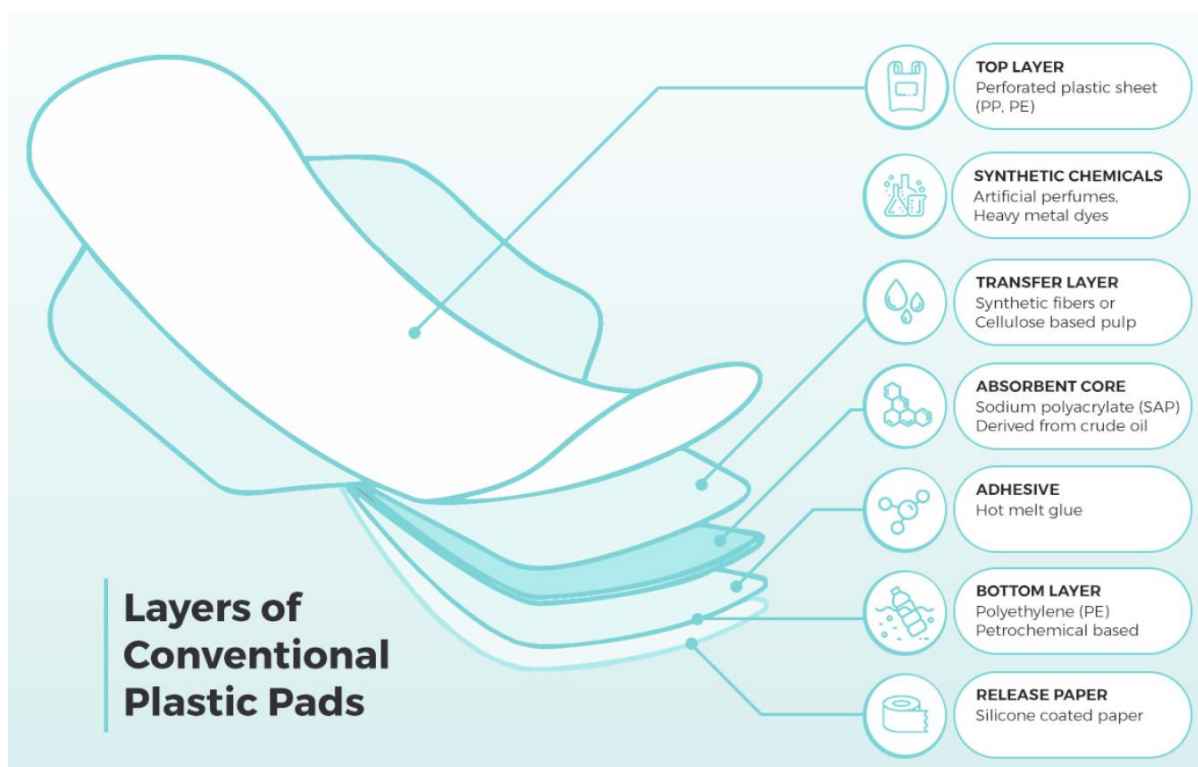 TOP LAYER
Perforated plastic sheet
(PP, PE)
SYNTHETIC CHEMICALS
Artificial perfumes,
Heavy metal dyes
TRANSFER LAYER
Synthetic fibers or
Cellulose based pulp
ABSORBENT CORE
Sodium polyacrylate (SAP)
Derived from crude oil
ADHESIVE
Hot melt glue
BOTTOM LAYER
Polyethylene (PE)
Petrochemical based
RELEASE PAPER
Silicone coated paper
Layers of
Conventional
Plastic Pads